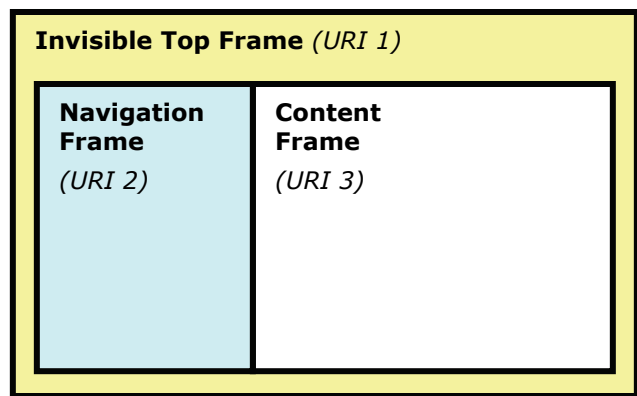 Invisible Top Frame (URI 1)
Navigation
Frame
(URI 2)
Content
Frame
(URI 3)